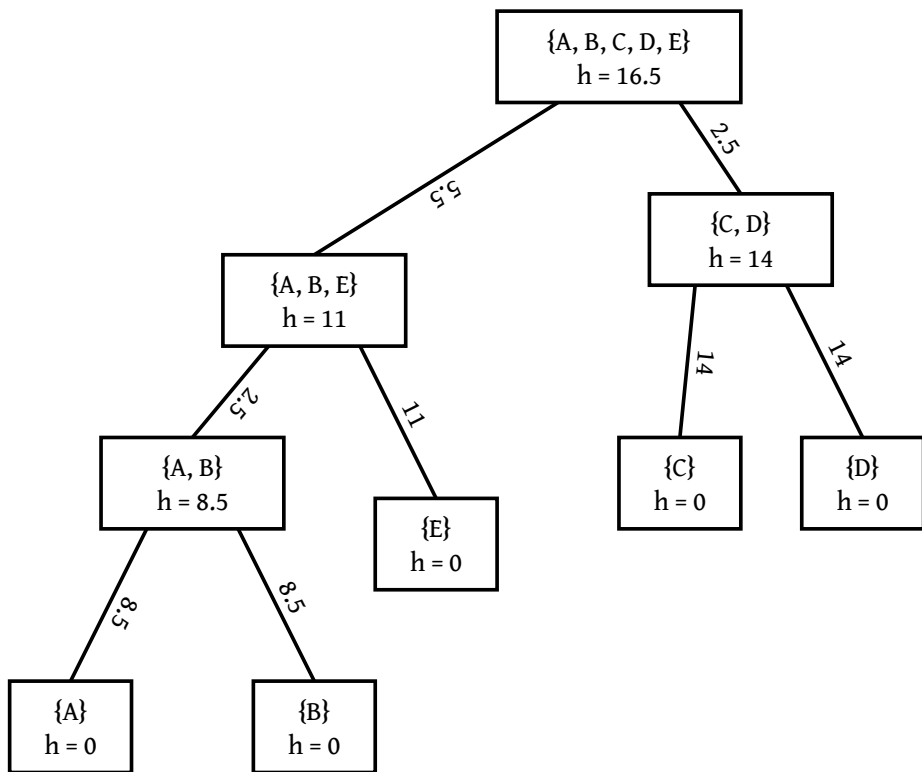 {A, B, C, D, E}
h = 16.5
5.5
2.5
{C, D}
h = 14
{A, B, E}
h = 11
2.5
11
14
14
{A, B}
h = 8.5
{E}
h = 0
{C}
h = 0
{D}
h = 0
8.5
8.5
{A}
h = 0
{B}
h = 0